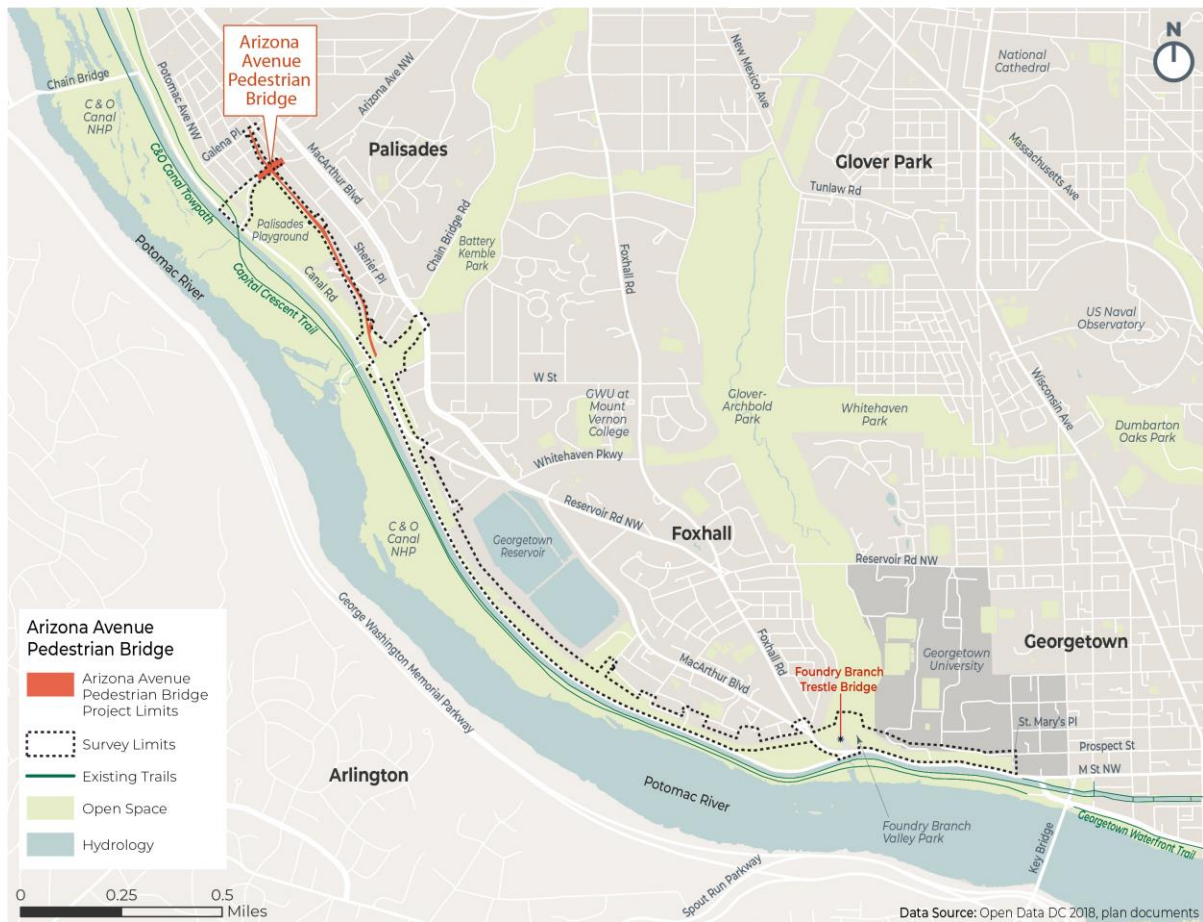 Arizona
Avenue
Pedestrian
Bridge
N
National
Cathedral
New Mexico Ave
Chain Bridge
Potomac Ave NW
Arizona Ave NW
C & O
Canal
NHP
Galena Pl
MacArthur Blvd
Palisades
Glover Park
Massachusetts Ave
Tunlaw Rd
C&O Canal Towpath
Palisades
Playground
Sherier Pl
Chain Bridge Rd
Battery
Kemble
Park
Foxhall Rd
Potomac River
Canal Rd
Capital Crescent Trail
US Naval
Observatory
Wisconsin Ave
W St
GWU at
Mount
Vernon
College
Glover-
Archbold
Park
Whitehaven
Park
Dumbarton
Oaks Park
Whitehaven Pkwy
Reservoir Rd NW
Foxhall
C & O
Canal
NHP
Georgetown
Reservoir
Reservoir Rd NW
George Washington Memorial Parkway
Georgetown
University
Georgetown
MacArthur Blvd
Foxhall Rd
Foundry Branch
Trestle Bridge
St. Mary's Pl
Prospect St
M St NW
Arlington
Potomac River
Foundry Branch
Valley Park
Key Bridge
Georgetown Waterfront Trail
Spout Run Parkway
Arizona Avenue
Pedestrian Bridge
Arizona Avenue
Pedestrian Bridge
Project Limits
Survey Limits
Existing Trails
Open Space
Hydrology
0
0.25
0.5
Miles
Data Source: Open Data DC 2018, plan documents